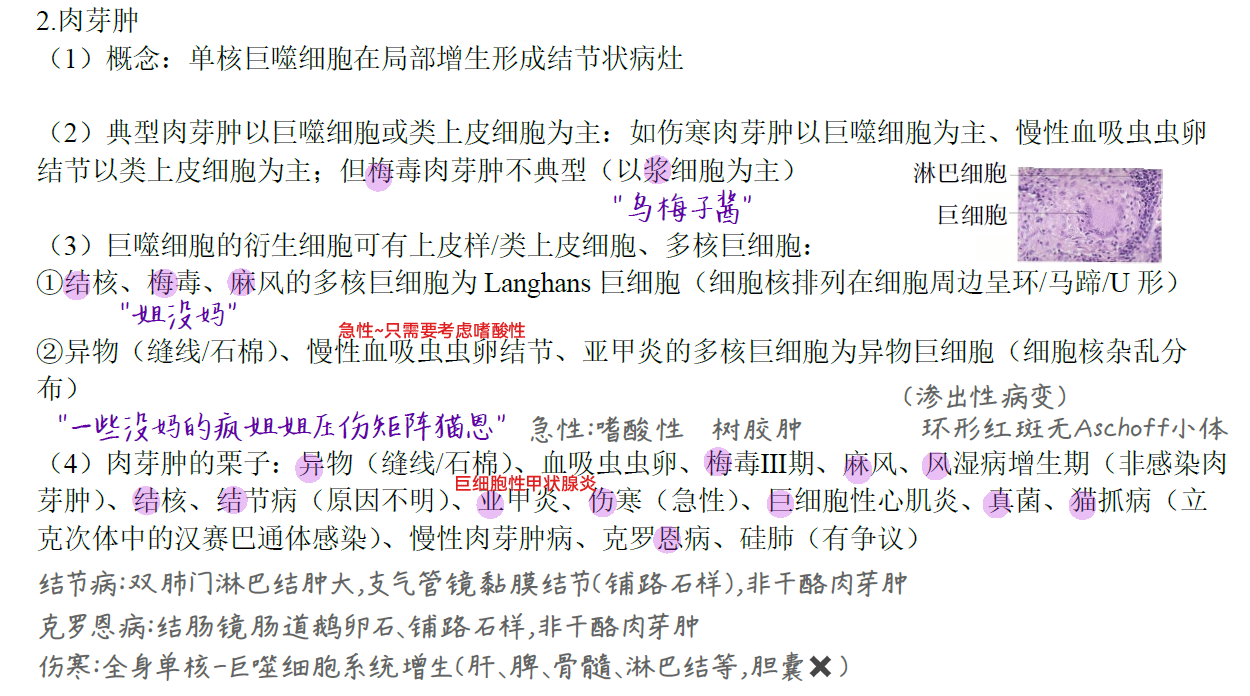 2.肉芽肿
（1）概念：单核巨噬细胞在局部增生形成结节状病灶
（2）典型肉芽肿以巨噬细胞或类上皮细胞为主：如伤寒肉芽肿以巨噬细胞为主、慢性血吸虫虫卵
结节以类上皮细胞为主；但梅毒肉芽肿不典型（以浆细胞为主）
淋巴细胞
"乌梅子酱"
巨细胞
（3）巨噬细胞的衍生细胞可有上皮样/类上皮细胞、多核巨细胞：
①结核、梅毒、麻风的多核巨细胞为 Langhans 巨细胞（细胞核排列在细胞周边呈环/马蹄/U 形）
"姐没妈"
急性~只需要考虑嗜酸性
②异物（缝线/石棉）、慢性血吸虫虫卵结节、亚甲炎的多核巨细胞为异物巨细胞（细胞核杂乱分
布）
（渗出性病变）
"一些没妈的疯姐姐压伤矩阵猫恩"
急性:嗜酸性 树胶肿
环形红斑无Aschoff小体
（4）肉芽肿的栗子：异物（缝线/石棉）、血吸虫虫卵、梅毒Ⅲ期、麻风、风湿病增生期（非感染肉
巨细胞性甲状腺炎
芽肿）、结核、结节病（原因不明）、亚甲炎、伤寒（急性）、巨细胞性心肌炎、真菌、猫抓病（立
克次体中的汉赛巴通体感染）、慢性肉芽肿病、克罗恩病、硅肺（有争议）
结节病:双肺门淋巴结肿大,支气管镜黏膜结节(铺路石样),非干酪肉芽肿
克罗恩病:结肠镜肠道鹅卵石、铺路石样,非干酪肉芽肿
伤寒:全身单核-巨噬细胞系统增生(肝、脾、骨髓、淋巴结等,胆囊✖)